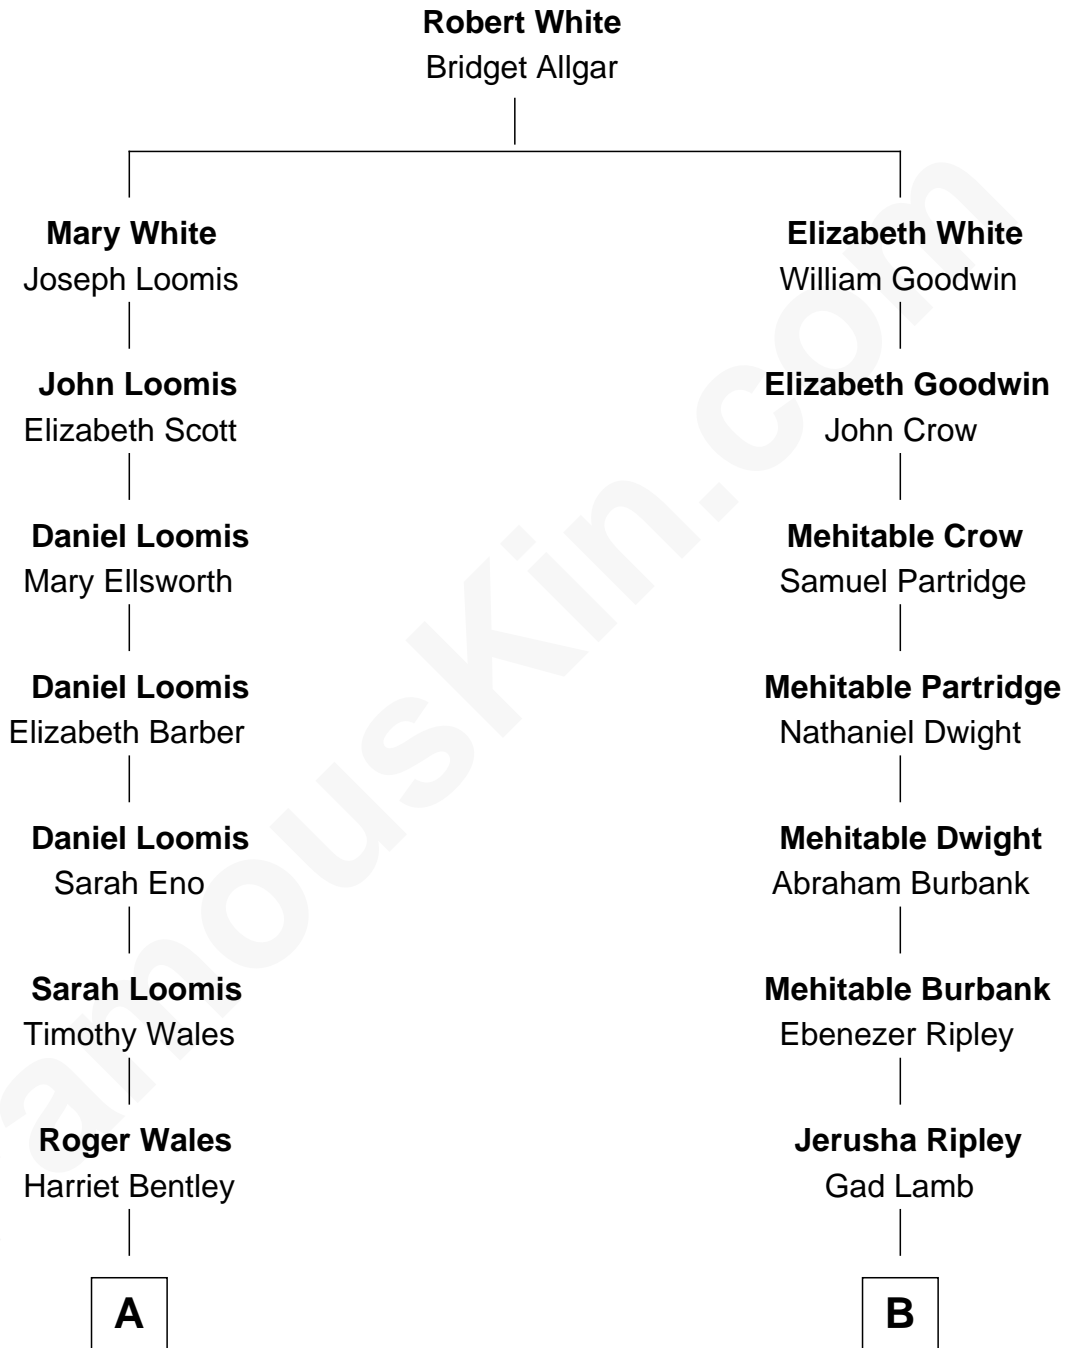 Robert White
Bridget Allgar
Mary White
Joseph Loomis
Elizabeth White
William Goodwin
John Loomis
Elizabeth Scott
Elizabeth Goodwin
John Crow
Daniel Loomis
Mary Ellsworth
Mehitable Crow
Samuel Partridge
Daniel Loomis
Elizabeth Barber
Mehitable Partridge
Nathaniel Dwight
Daniel Loomis
Sarah Eno
Mehitable Dwight
Abraham Burbank
Sarah Loomis
Timothy Wales
Mehitable Burbank
Ebenezer Ripley
Roger Wales
Harriet Bentley
Jerusha Ripley
Gad Lamb
A
B
amouskin.com